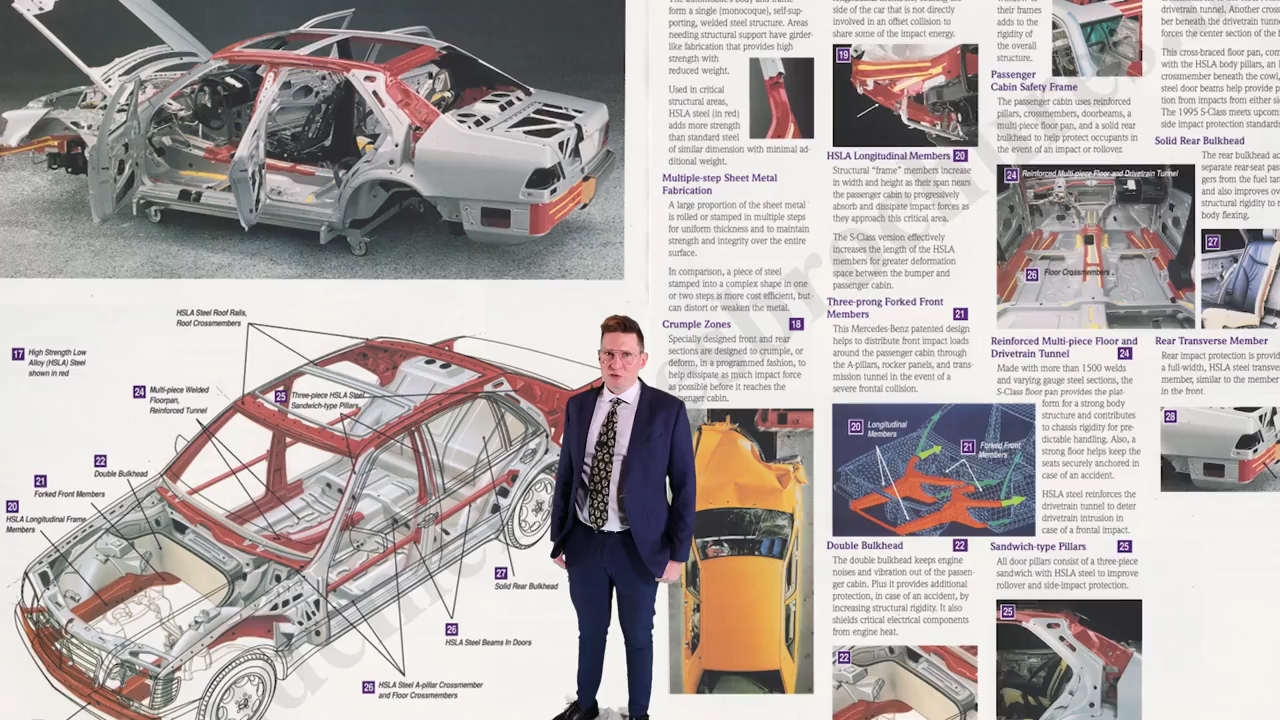 form a single (monocoque), self-sup-
porting, welded steel structure. Areas
needing structural support have girder-
like fabrication that provides high
strength with
reduced weight.
Used in critical
structural areas,
HSLA steel (in red)
adds more strength
than standard steel
of similar dimension with minimal ad-
ditional weight.
Multiple-step Sheet Metal
Fabrication
A large proportion of the sheet metal
is rolled or stamped in multiple steps
for uniform thickness and to maintain
strength and integrity over the entire
surface.
In comparison, a piece of steel
stamped into a complex shape in one
or two steps is more cost efficient, but
can distort or weaken the metal.
Crumple Zones 18
Specially designed front and rear
sections are designed to crumple, or
deform, in a programmed fashion, to
help dissipate as much impact force
as possible before it reaches the
side of the car that is not directly
involved in an offset collision to
share some of the impact energy.
19
HSLA Longitudinal Members 20
Structural "frame" members increase
in width and height as their span nears
the passenger cabin to progressively
absorb and dissipate impact forces as
they approach this critical area.
The S-Class version effectively
increases the length of the HSLA
members for greater deformation
space between the bumper and
passenger cabin.
Three-prong Forked Front
Members 21
This Mercedes-Benz patented design
helps to distribute front impact loads
around the passenger cabin through
the A-pillars, rocker panels, and trans-
mission tunnel in the event of a
severe frontal collision.
20 Longitudinal
Members
21 Forked Front
Members
Double Bulkhead 22
The double bulkhead keeps engine
noises and vibration out of the passen-
ger cabin. Plus it provides additional
protection, in case of an accident, by
increasing structural rigidity. It also
shields critical electrical components
from engine heat.
22
their frames
adds to the
rigidity of
the overall
structure.
Passenger
Cabin Safety Frame
The passenger cabin uses reinforced
pillars, crossmembers, doorbeams, a
multi-piece floor pan, and a solid rear
bulkhead to help protect occupants in
the event of an impact or rollover.
24 Reinforced Multi-piece Floor and Drivetrain Tunnel
26 Floor Crossmembers
Reinforced Multi-piece Floor and
Drivetrain Tunnel 24
Made with more than 1500 welds
and varying gauge steel sections, the
S-Class floor pan provides the plat-
form for a strong body
structure and contributes
to chassis rigidity for pre-
dictable handling. Also, a
strong floor helps keep the
seats securely anchored in
case of an accident.
HSLA steel reinforces the
drivetrain tunnel to deter
drivetrain intrusion in
case of a frontal impact.
Sandwich-type Pillars 25
All door pillars consist of a three-piece
sandwich with HSLA steel to improve
rollover and side-impact protection.
25
drivetrain tunnel. Another cross
ber beneath the drivetrain tunn
forces the center section of the f
This cross-braced floor pan, com
with the HSLA body pillars, an
crossmember beneath the cowl,
steel door beams help provide p
tion from impacts from either s
The 1995 S-Class meets upcom
side impact protection standards
Solid Rear Bulkhead
The rear bulkhead ac
separate rear-seat pas
gers from the fuel tan
and also improves ov
structural rigidity to r
body flexing.
27
Rear Transverse Member
Rear impact protection is provid
a full-width, HSLA steel transver
member, similar to the member
in the front.
28
HSLA Steel Roof Rails,
Roof Crossmembers
17 High Strength Low
Alloy (HSLA) Steel
shown in red
24 Multi-piece Welded
Floorpan,
Reinforced Tunnel
25 Three-piece HSLA Steel
Sandwich-type Pillars
22
Double Bulkhead
21
Forked Front Members
20
HSLA Longitudinal Frame
Members
27
Solid Rear Bulkhead
26
HSLA Steel Beams In Doors
26 HSLA Steel A-pillar Crossmember
and Floor Crossmembers